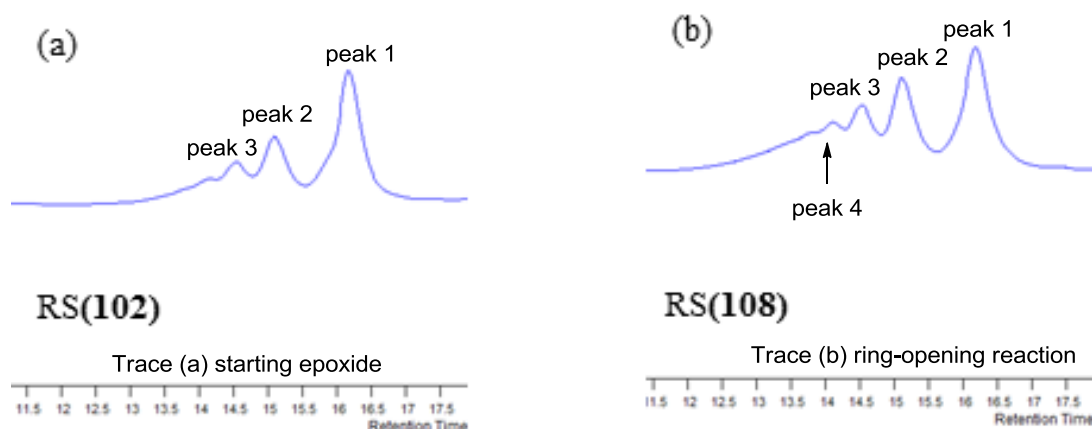 (a)
peak 1
peak 2
peak 3
RS(102)
Trace (a) starting epoxide
11.5 12 12.5 13 13.5 14 14.5 15 15.5 16 16.5 17 17.5
Retention Time
(b)
peak 1
peak 2
peak 3
peak 4
RS(108)
Trace (b) ring-opening reaction
11.5 12 12.5 13 13.5 14 14.5 15 15.5 16 16.5 17 17.5
Retention Time